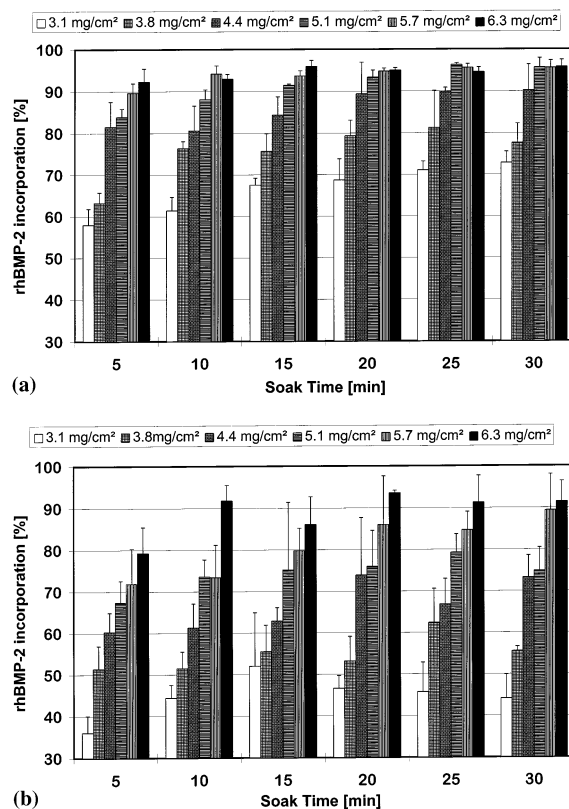 3.1 mg/cm² 3.8 mg/cm² 4.4 mg/cm² 5.1 mg/cm² 5.7 mg/cm² 6.3 mg/cm²
rhBMP-2 incorporation [%]
100
90
80
70
60
50
40
30
5 10 15 20 25 30
(a)
Soak Time [min]
3.1 mg/cm² 3.8mg/cm² 4.4 mg/cm² 5.1 mg/cm² 5.7 mg/cm² 6.3 mg/cm²
rhBMP-2 incorporation [%]
100
90
80
70
60
50
40
30
5 10 15 20 25 30
(b)
Soak Time [min]